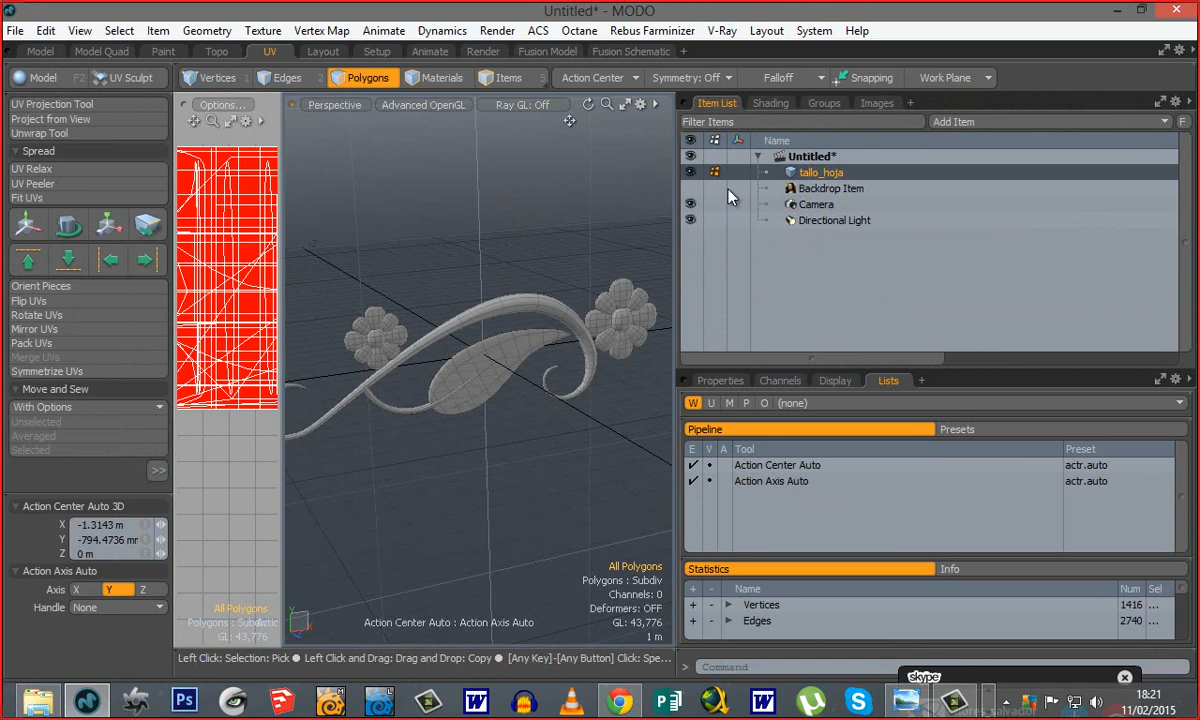 Untitled* - MODO
File Edit View Select Item Geometry Texture Vertex Map Animate Dynamics Render ACS Octane Rebus Farminizer V-Ray Layout System Help
Model Model Quad Paint Topo UV Layout Setup Animate Render Fusion Model Fusion Schematic +
Model F2 UV Sculpt Vertices 1 Edges 2 Polygons Materials 4 Items 5 Action Center Symmetry: Off Falloff Snapping Work Plane
UV Projection Tool
Project from View
Unwrap Tool
Spread
UV Relax
UV Peeler
Fit UVs
Orient Pieces
Flip UVs
Rotate UVs
Mirror UVs
Pack UVs
Merge UVs
Symmetrize UVs
Move and Sew
With Options
Unselected
Averaged
Selected
>>
Action Center Auto 3D
X -1.3143 m
Y -794.4736 mr
Z 0 m
Action Axis Auto
Axis X Y Z
Handle None
Options...
All Polygons
GL: 43,776
Perspective Advanced OpenGL Ray GL: Off
All Polygons
Polygons : Subdiv
Channels: 0
Deformers: OFF
GL: 43,776
1 m
Action Center Auto : Action Axis Auto
Left Click: Selection: Pick ● Left Click and Drag: Drag and Drop: Copy ● [Any Key]-[Any Button] Click: Spe...
Item List Shading Groups Images +
Filter Items Add Item F
Name
Untitled*
tallo_hoja
Backdrop Item
Camera
Directional Light
Properties Channels Display Lists +
W U M P O (none)
Pipeline Presets
E V A Tool Preset
Action Center Auto actr.auto
Action Axis Auto actr.auto
Statistics Info
+ - Name Num Sel
+ - Vertices 1416 ...
+ - Edges 2740 ...
> Command
skype
18:21
11/02/2015